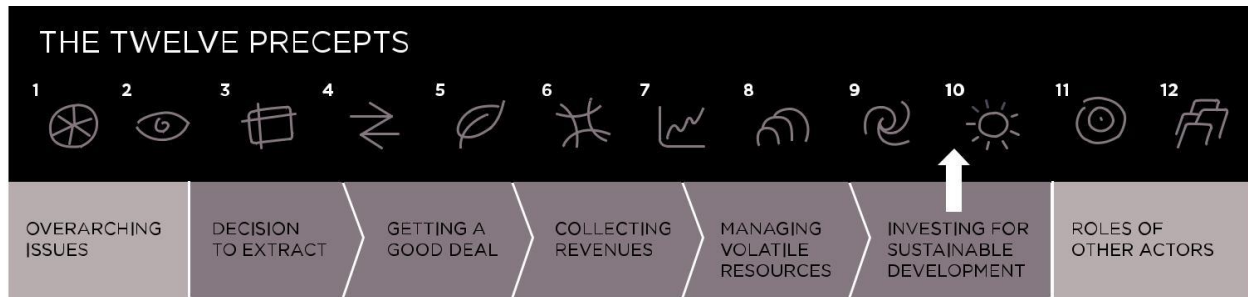 THE TWELVE PRECEPTS
1 2 3 4 5 6 7 8 9 10 11 12
OVERARCHING
ISSUES
DECISION
TO EXTRACT
GETTING A
GOOD DEAL
COLLECTING
REVENUES
MANAGING
VOLATILE
RESOURCES
INVESTING FOR
SUSTAINABLE
DEVELOPMENT
ROLES OF
OTHER ACTORS